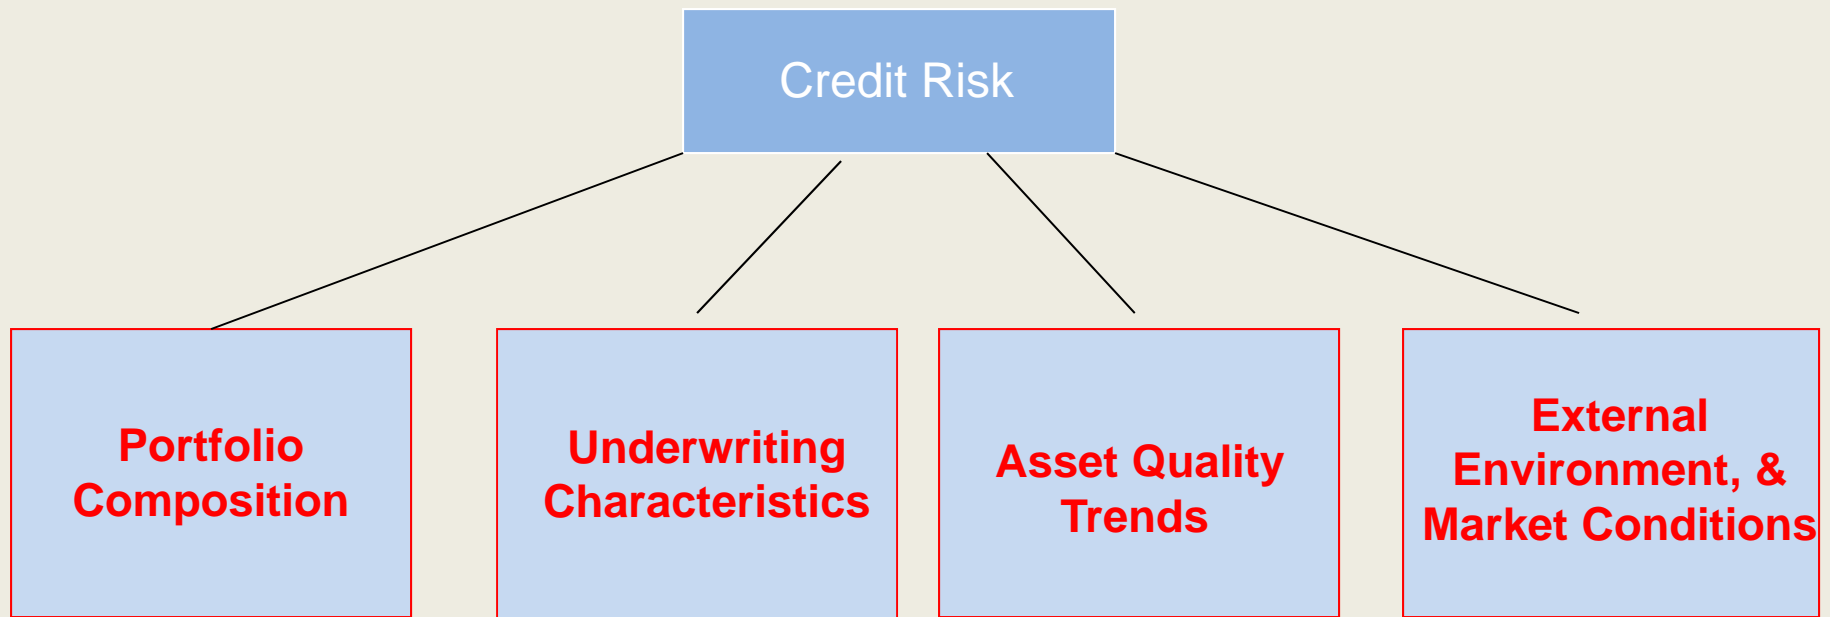 Credit Risk
Portfolio
Composition
Underwriting
Characteristics
Asset Quality
Trends
External
Environment, &
Market Conditions